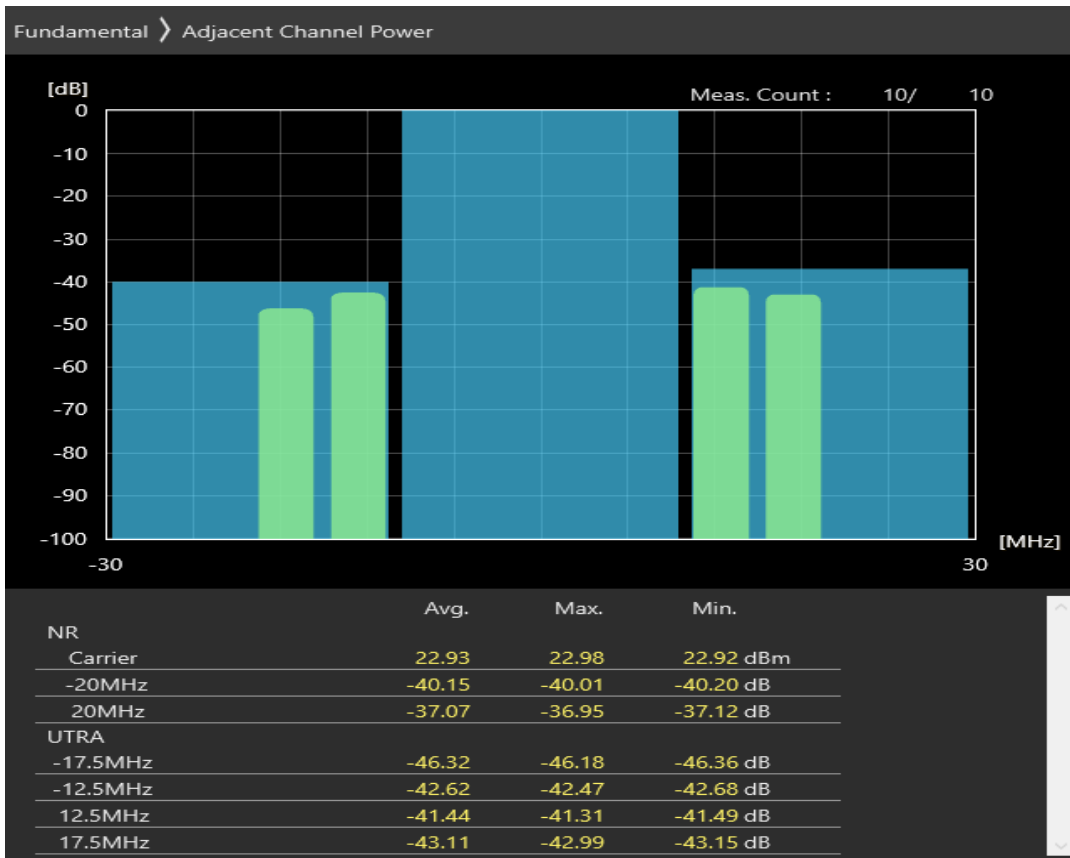 Fundamental 〉 Adjacent Channel Power
[dB]
Meas. Count : 10/ 10
0
-10
-20
-30
-40
-50
-60
-70
-80
-90
-100
[MHz]
-30 30
Avg. Max. Min.
NR
Carrier 22.93 22.98 22.92 dBm
-20MHz -40.15 -40.01 -40.20 dB
20MHz -37.07 -36.95 -37.12 dB
UTRA
-17.5MHz -46.32 -46.18 -46.36 dB
-12.5MHz -42.62 -42.47 -42.68 dB
12.5MHz -41.44 -41.31 -41.49 dB
17.5MHz -43.11 -42.99 -43.15 dB